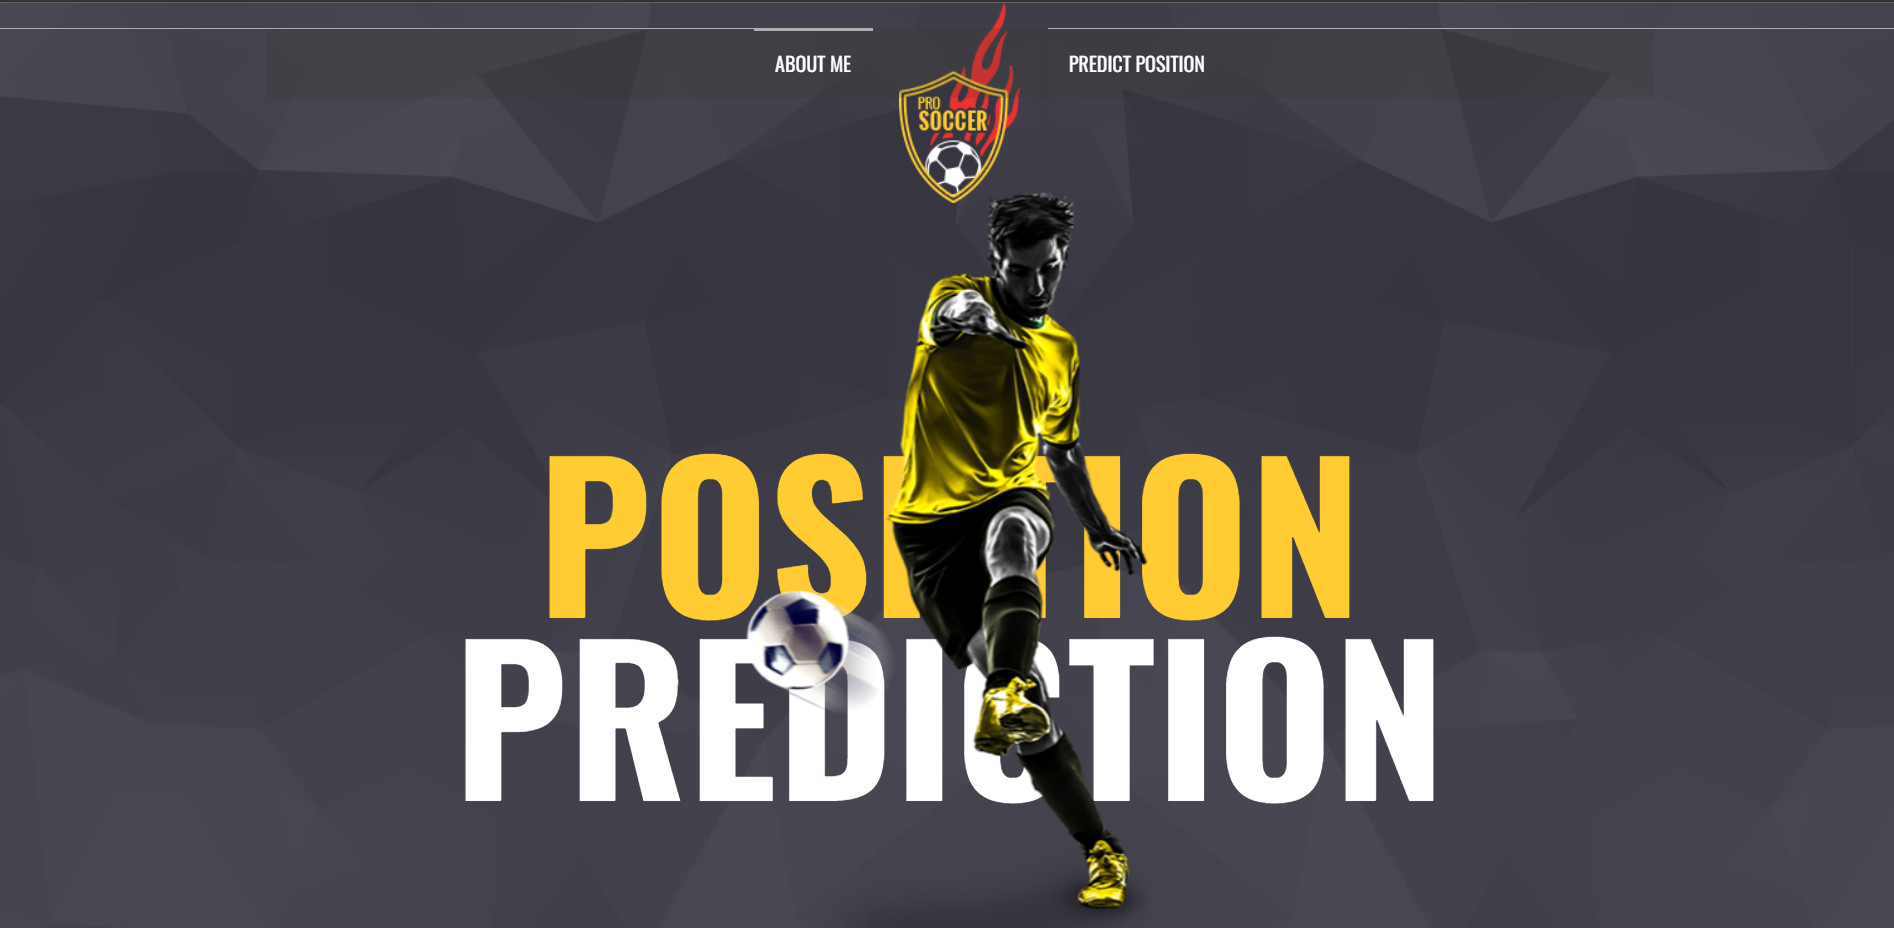 ABOUT ME
PRO
SOCCER
PREDICT POSITION
POSITION
PREDICTION